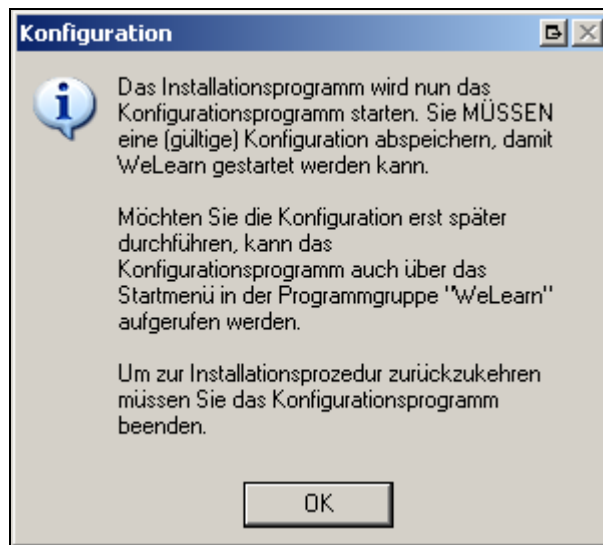 Konfiguration
Das Installationsprogramm wird nun das
Konfigurationsprogramm starten. Sie MÜSSEN
eine (gültige) Konfiguration abspeichern, damit
WeLearn gestartet werden kann.
Möchten Sie die Konfiguration erst später
durchführen, kann das
Konfigurationsprogramm auch über das
Startmenü in der Programmgruppe "WeLearn"
aufgerufen werden.
Um zur Installationsprozedur zurückzukehren
müssen Sie das Konfigurationsprogramm
beenden.
OK